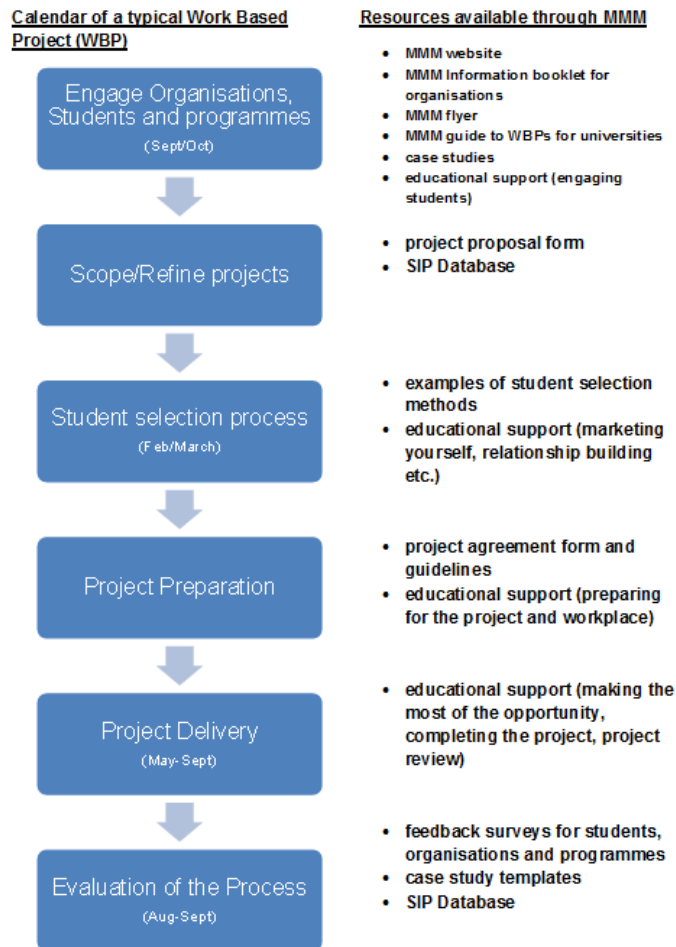 Calendar of a typical Work Based
Project (WBP)
Resources available through MMM
Engage Organisations,
Students and programmes
(Sept/Oct)
• MMM website
• MMM Information booklet for
organisations
• MMM flyer
• MMM guide to WBPs for universities
• case studies
• educational support (engaging
students)
Scope/Refine projects
• project proposal form
• SIP Database
Student selection process
(Feb/March)
• examples of student selection
methods
• educational support (marketing
yourself, relationship building
etc.)
Project Preparation
• project agreement form and
guidelines
• educational support (preparing
for the project and workplace)
Project Delivery
(May-Sept)
• educational support (making the
most of the opportunity,
completing the project, project
review)
Evaluation of the Process
(Aug-Sept)
• feedback surveys for students,
organisations and programmes
• case study templates
• SIP Database